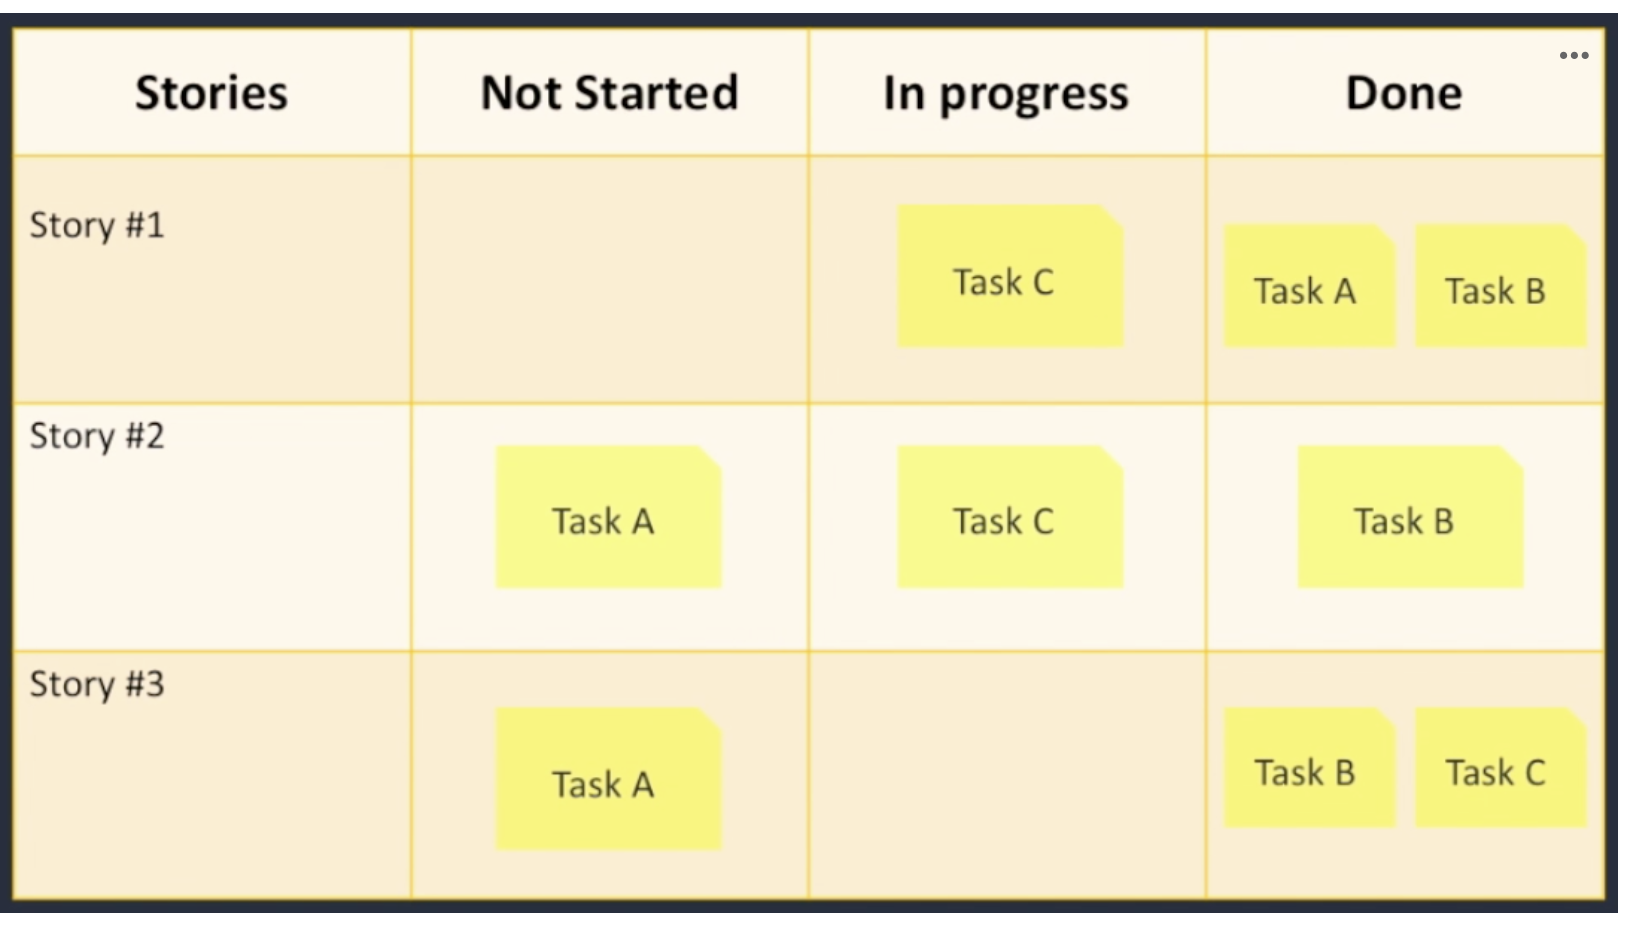 Stories Not Started In progress Done
Story #1
Task C Task A Task B
Story #2
Task A Task C Task B
Story #3
Task A Task B Task C